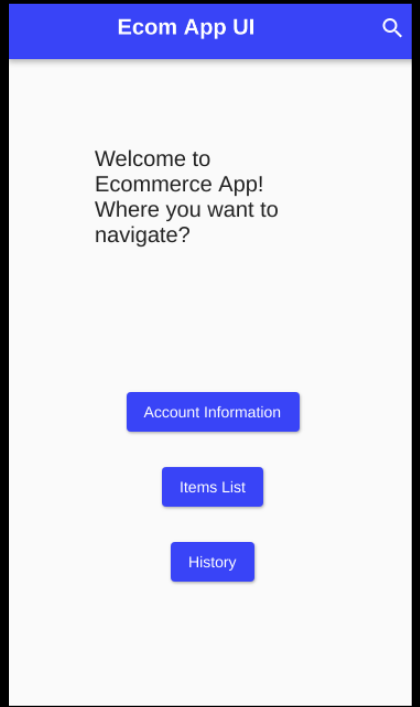 Ecom App UI
Welcome to
Ecommerce App!
Where you want to
navigate?
Account Information
Items List
History